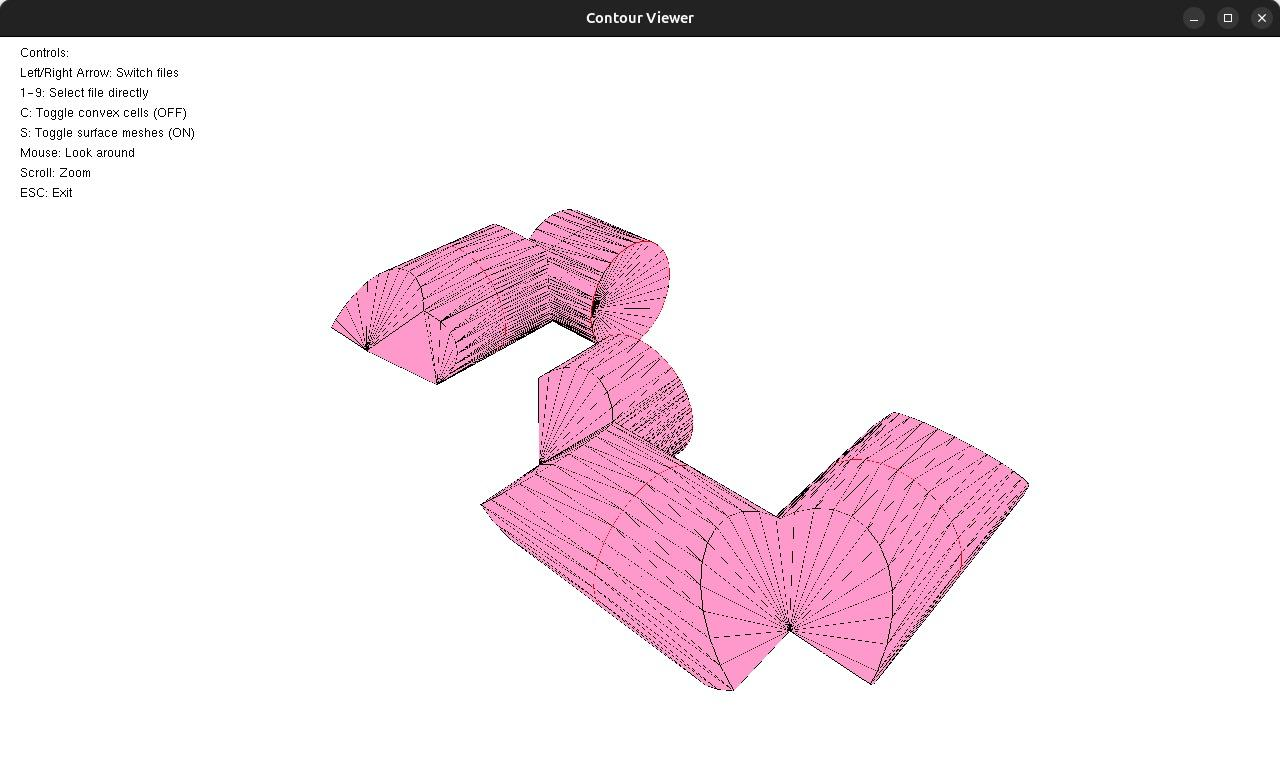 Contour Viewer
Controls:
Left/Right Arrow: Switch files
1-9: Select file directly
C: Toggle convex cells (OFF)
S: Toggle surface meshes (ON)
Mouse: Look around
Scroll: Zoom
ESC: Exit